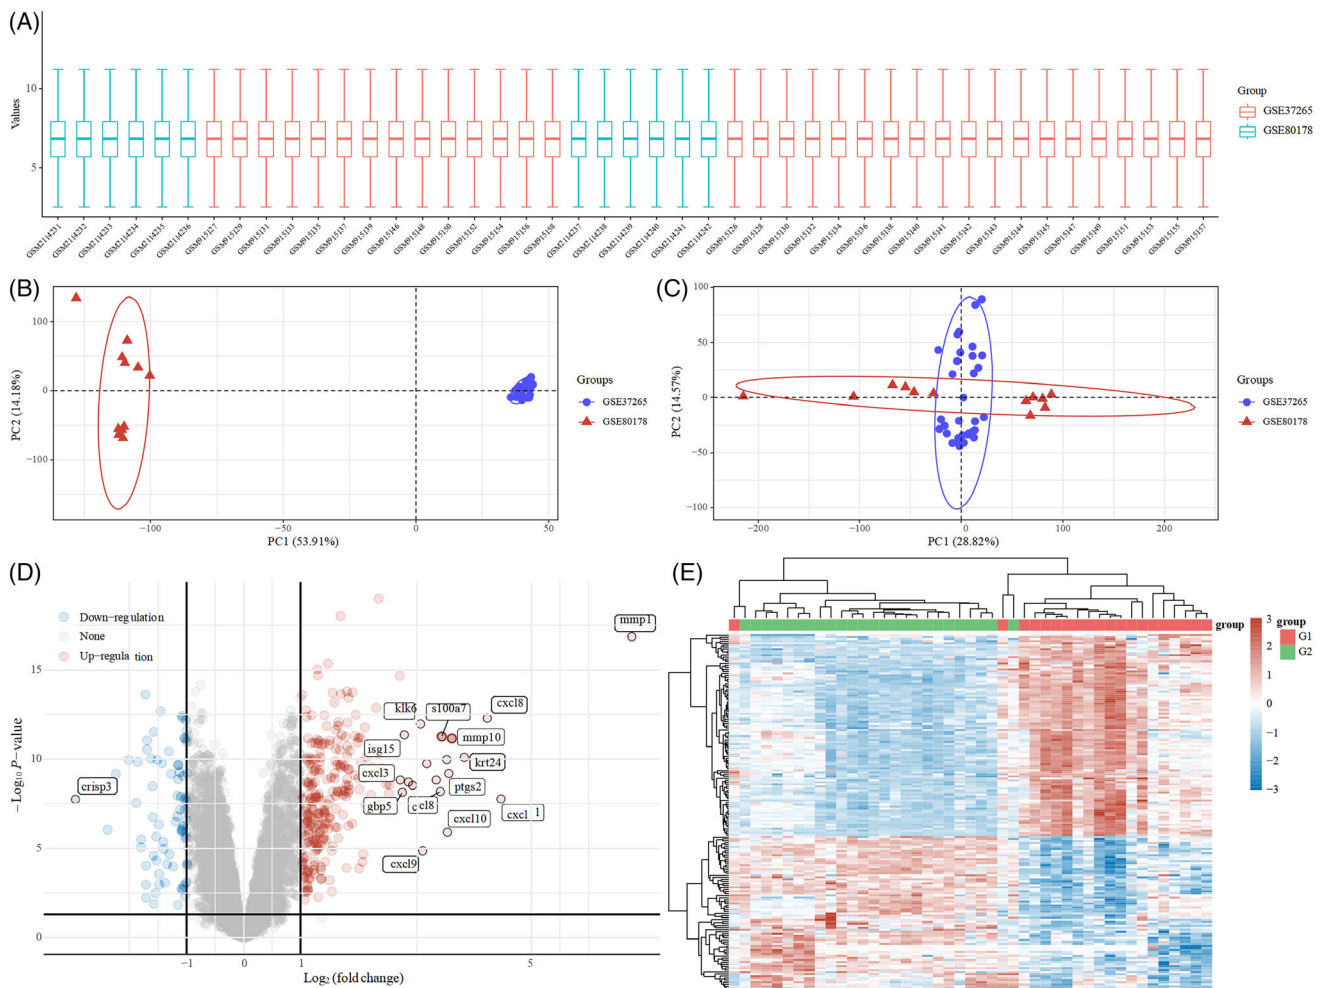 (A)
Values
10
5
GSM2114231
GSM2114232
GSM2114233
GSM2114234
GSM2114235
GSM2114236
GSM915127
GSM915129
GSM915131
GSM915133
GSM915135
GSM915137
GSM915139
GSM915146
GSM915148
GSM915150
GSM915152
GSM915154
GSM915156
GSM915158
GSM2114237
GSM2114238
GSM2114239
GSM2114240
GSM2114241
GSM2114242
GSM915126
GSM915128
GSM915130
GSM915132
GSM915134
GSM915136
GSM915138
GSM915140
GSM915141
GSM915142
GSM915143
GSM915144
GSM915145
GSM915147
GSM915149
GSM915151
GSM915153
GSM915155
GSM915157
Group
GSE37265
GSE80178
(B)
PC2 (14.18%)
100
0
−100
−100
−50
0
50
PC1 (53.91%)
Groups
GSE37265
GSE80178
(C)
PC2 (14.57%)
100
50
0
−50
−100
−200
−100
0
100
200
PC1 (28.82%)
Groups
GSE37265
GSE80178
(D)
−Log10 P−value
Down−regulation
None
Up−regulation
15
10
5
0
−1
0
1
5
Log2 (fold change)
mmp1
cxcl8
klk6
s100a7
mmp10
isg15
krt24
cxcl3
ptgs2
crisp3
gbp5
ccl8
cxcl10
cxcl 1
cxcl9
(E)
group
3
2
1
0
−1
−2
−3
group
G1
G2